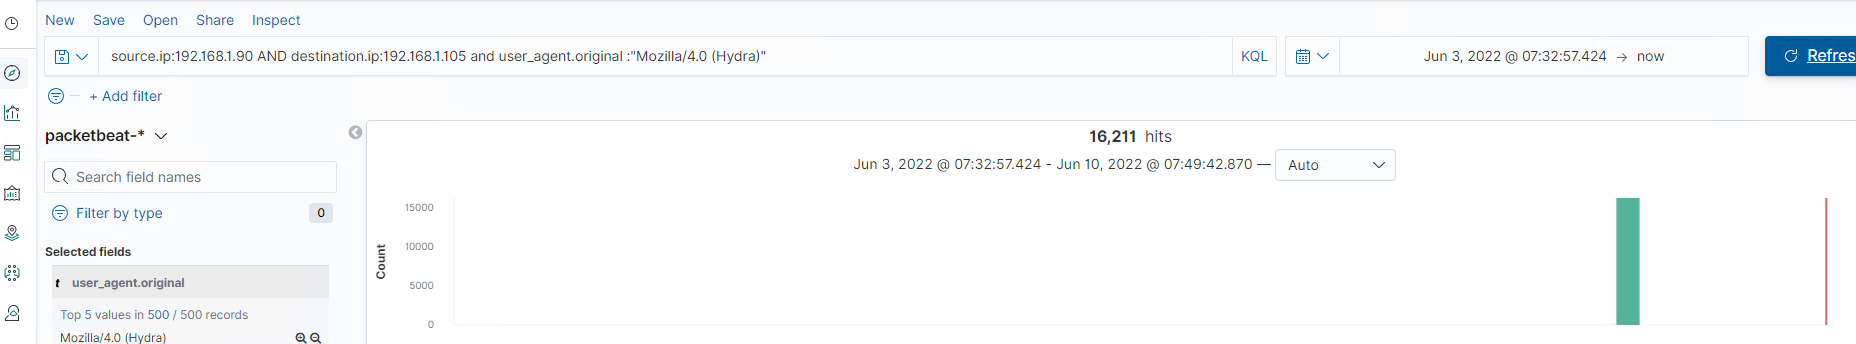 New Save Open Share Inspect
source.ip:192.168.1.90 AND destination.ip:192.168.1.105 and user_agent.original :"Mozilla/4.0 (Hydra)" KQL Jun 3, 2022 @ 07:32:57.424 → now Refres
+ Add filter
packetbeat-*
16,211 hits
Jun 3, 2022 @ 07:32:57.424 - Jun 10, 2022 @ 07:49:42.870 — Auto
Search field names
Filter by type 0
Selected fields
t user_agent.original
Top 5 values in 500 / 500 records
Mozilla/4.0 (Hydra)
Count
15000
10000
5000
0